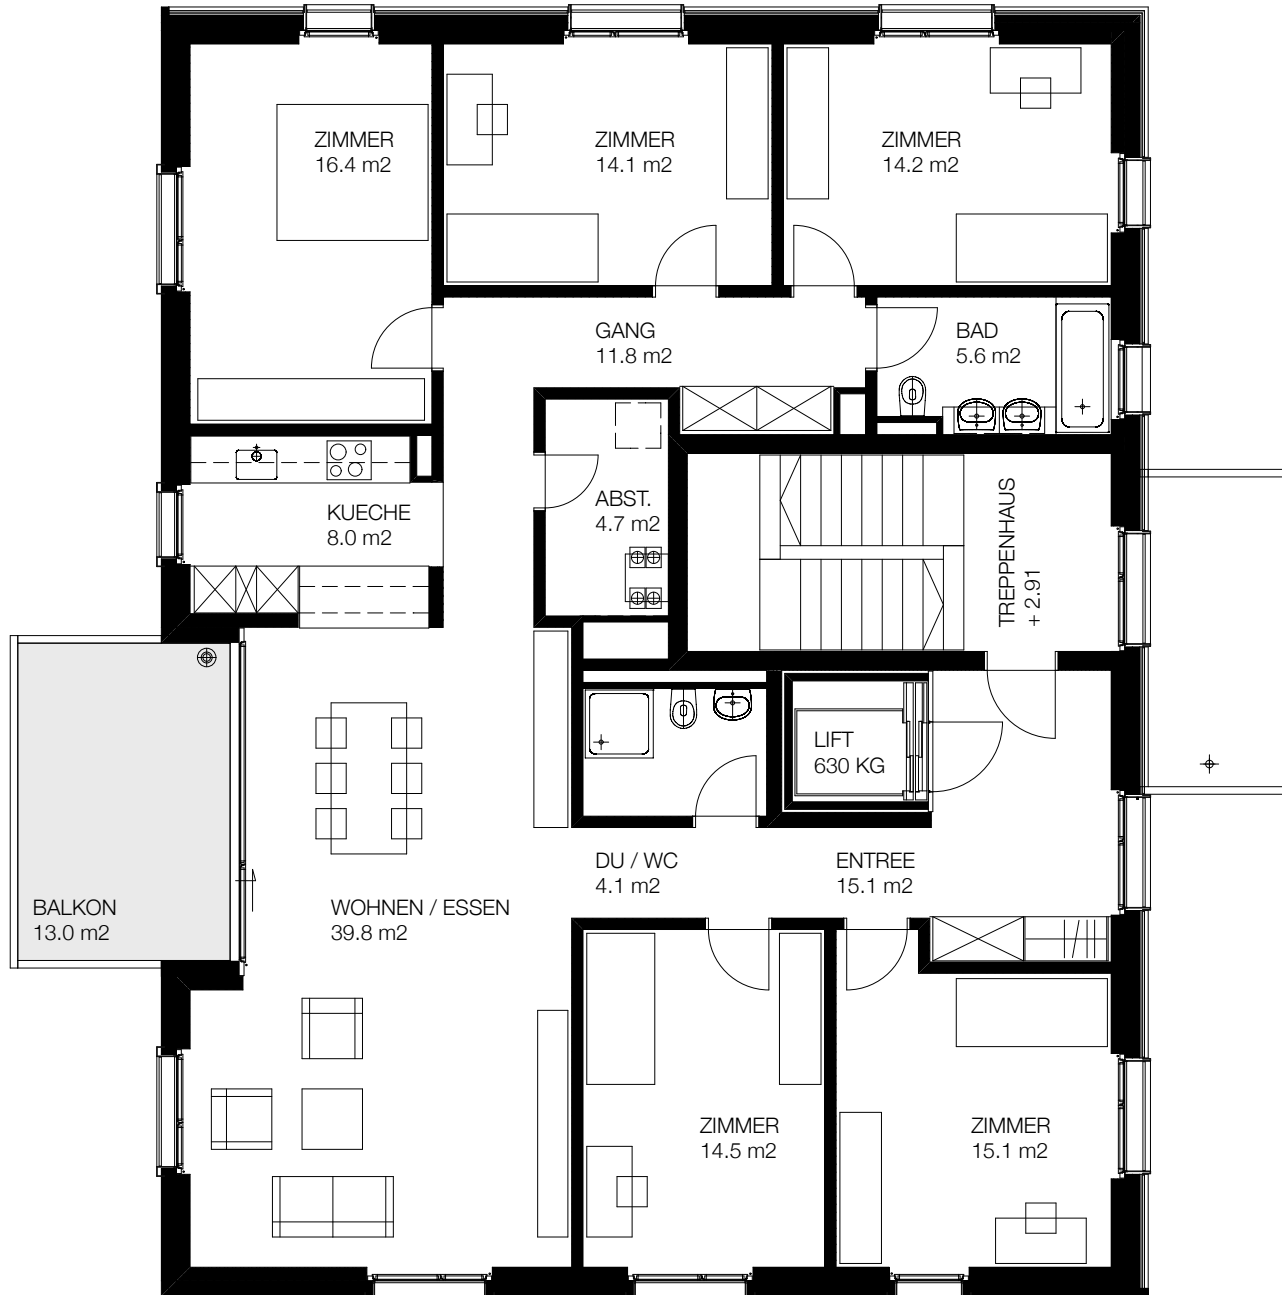 ZIMMER
16.4 m2
ZIMMER
14.1 m2
ZIMMER
14.2 m2
GANG
11.8 m2
BAD
5.6 m2
KUECHE
8.0 m2
ABST.
4.7 m2
TREPPENHAUS
+ 2.91
LIFT
630 KG
DU / WC
4.1 m2
ENTREE
15.1 m2
BALKON
13.0 m2
WOHNEN / ESSEN
39.8 m2
ZIMMER
14.5 m2
ZIMMER
15.1 m2